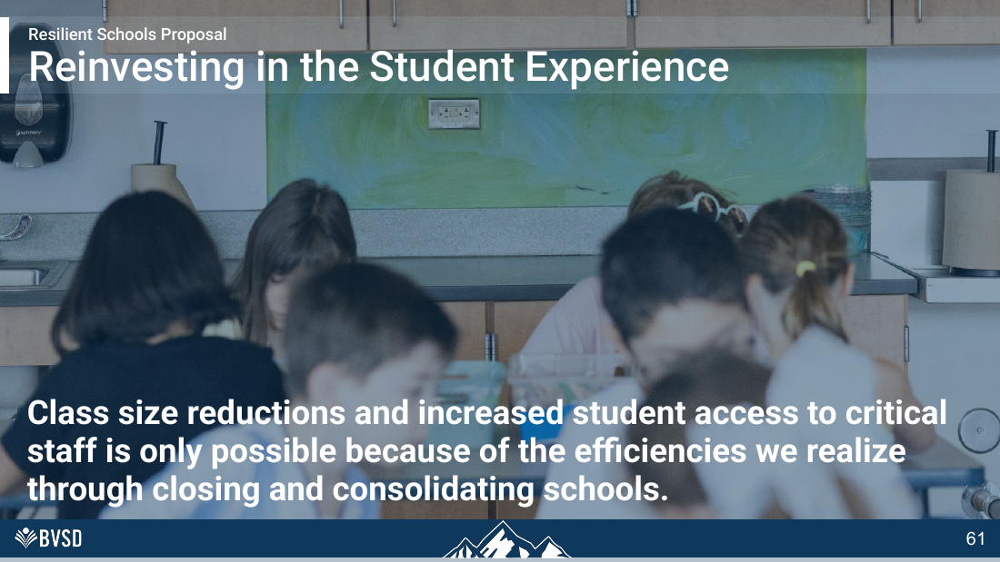 Resilient Schools Proposal
Reinvesting in the Student Experience
Class size reductions and increased student access to critical
staff is only possible because of the efficiencies we realize
through closing and consolidating schools.
BVSD
61